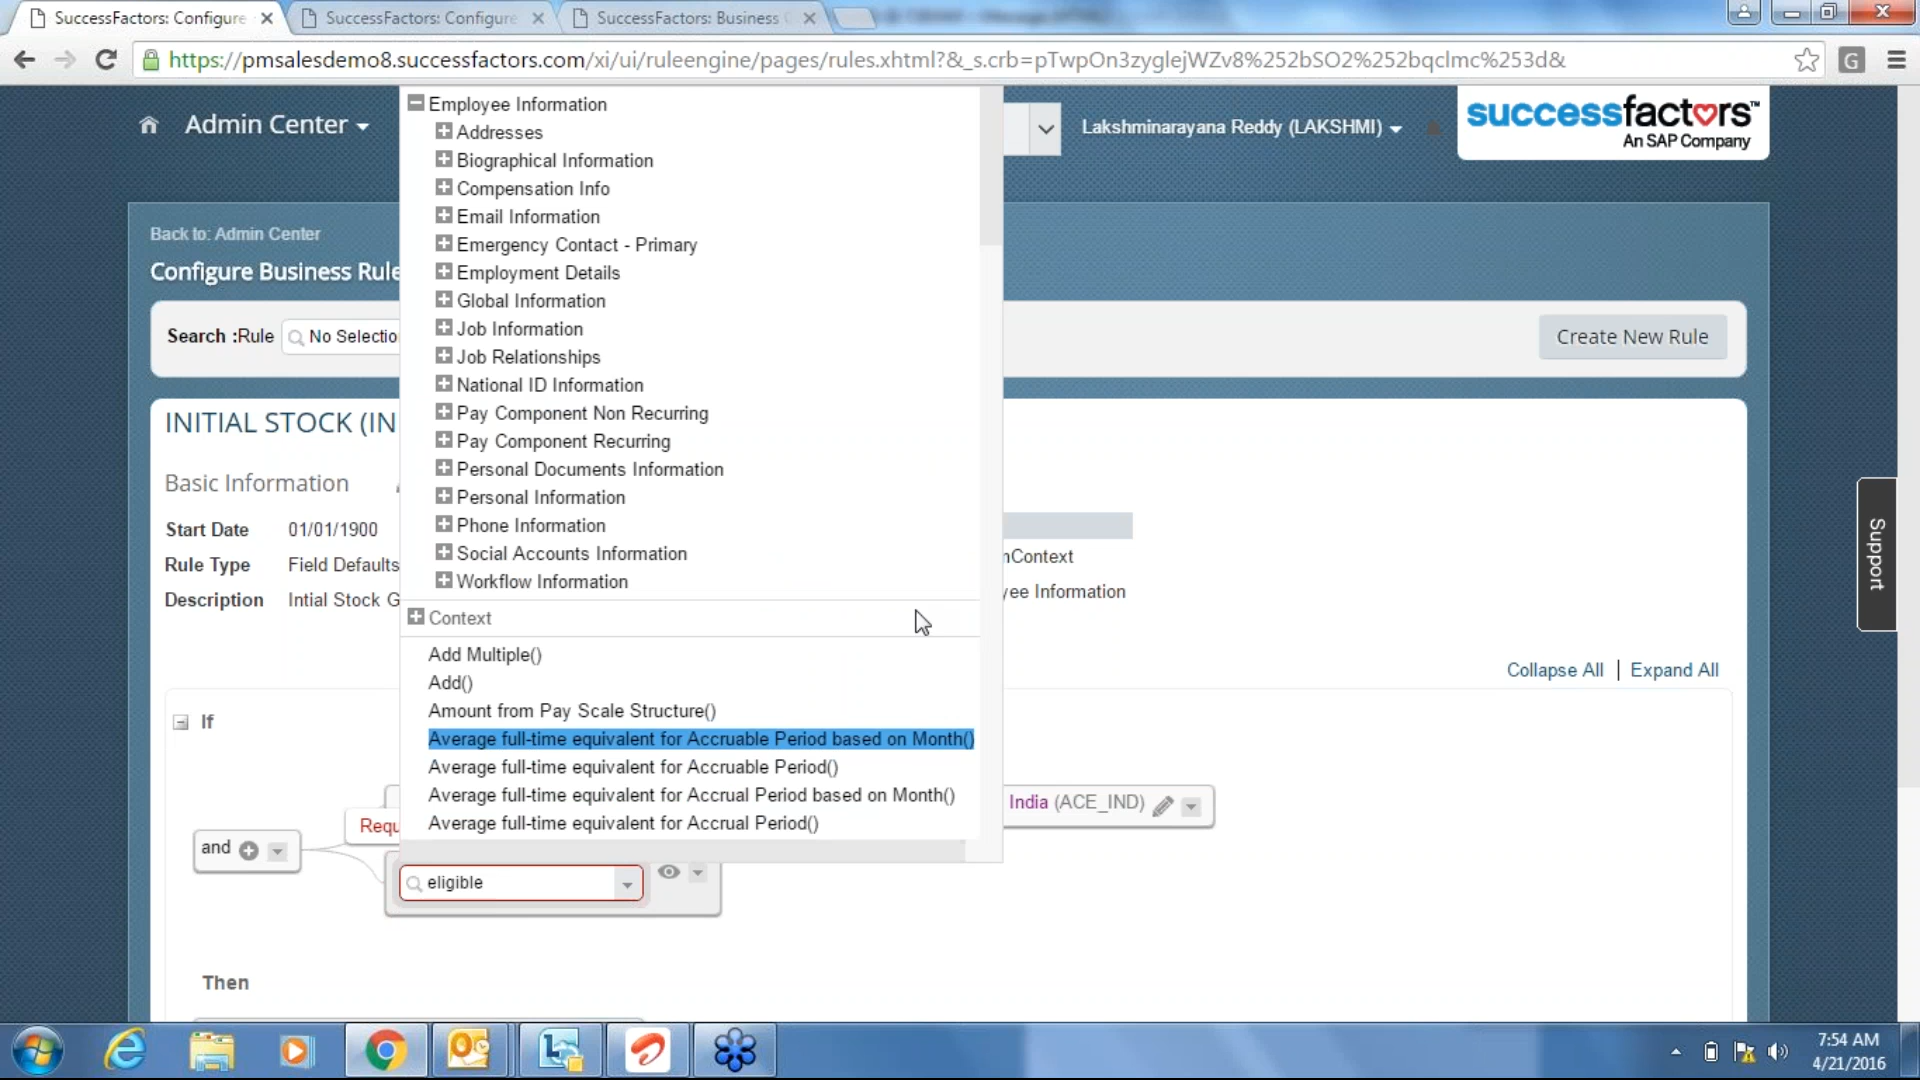 SuccessFactors: Configure
SuccessFactors: Configure
SuccessFactors: Business
https://pmsalesdemo8.successfactors.com/xi/ui/ruleengine/pages/rules.xhtml?&_s.crb=pTwpOn3zyglejWZv8%252bSO2%252bqclmc%253d&
G
Admin Center
Lakshminarayana Reddy (LAKSHMI)
successfactors™
An SAP Company
Back to: Admin Center
Configure Business Rule
Search :Rule
No Selectio
Create New Rule
INITIAL STOCK (IN
Basic Information
Start Date 01/01/1900
Rule Type Field Defaults
Description Intial Stock G
Context
ee Information
Support
Collapse All | Expand All
If
and
Requ
India (ACE_IND)
eligible
Then
Employee Information
Addresses
Biographical Information
Compensation Info
Email Information
Emergency Contact - Primary
Employment Details
Global Information
Job Information
Job Relationships
National ID Information
Pay Component Non Recurring
Pay Component Recurring
Personal Documents Information
Personal Information
Phone Information
Social Accounts Information
Workflow Information
Context
Add Multiple()
Add()
Amount from Pay Scale Structure()
Average full-time equivalent for Accruable Period based on Month()
Average full-time equivalent for Accruable Period()
Average full-time equivalent for Accrual Period based on Month()
Average full-time equivalent for Accrual Period()
7:54 AM
4/21/2016